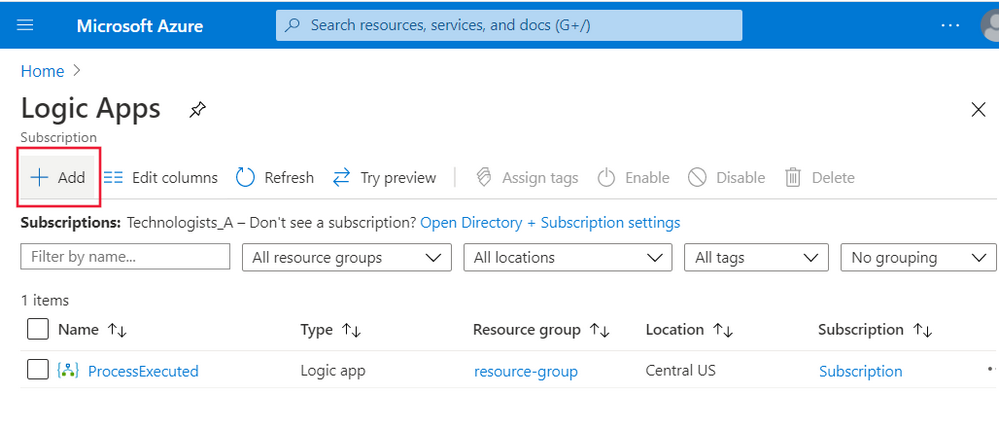 Microsoft Azure
Search resources, services, and docs (G+/)
Home
Logic Apps
Subscription
Add Edit columns Refresh Try preview Assign tags Enable Disable Delete
Subscriptions: Technologists_A – Don't see a subscription? Open Directory + Subscription settings
Filter by name... All resource groups All locations All tags No grouping
1 items
Name Type Resource group Location Subscription
ProcessExecuted Logic app resource-group Central US Subscription